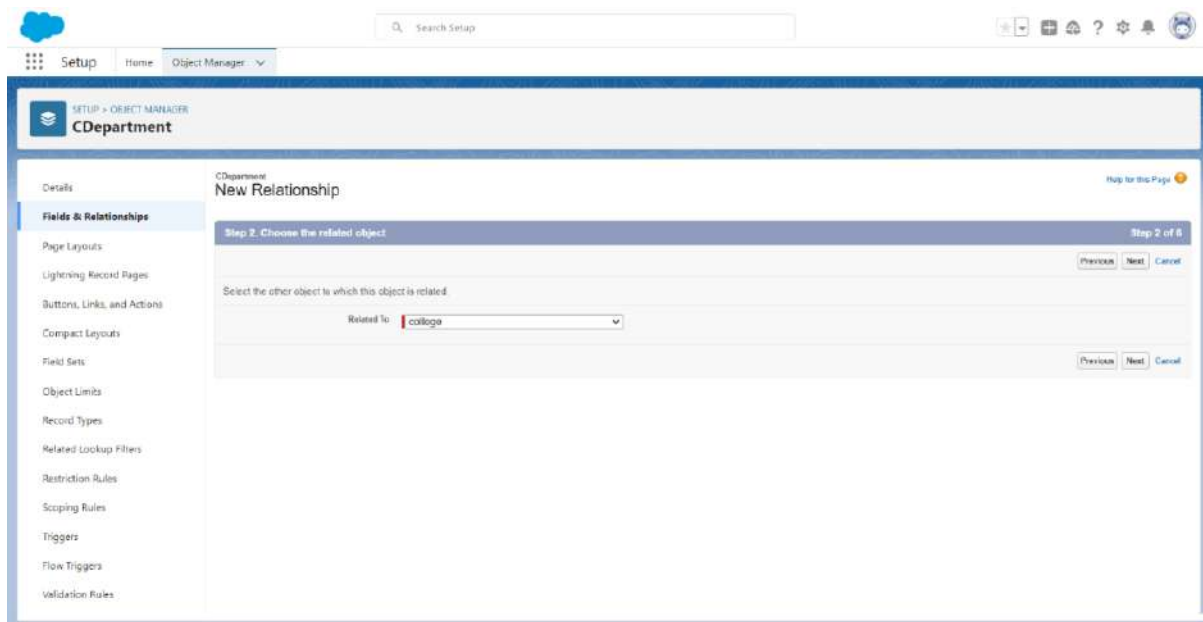 Search Setup
Setup Home Object Manager
SETUP > OBJECT MANAGER
CDepartment
Details
Fields & Relationships
Page Layouts
Lightning Record Pages
Buttons, Links, and Actions
Compact Layouts
Field Sets
Object Limits
Record Types
Related Lookup Filters
Restriction Rules
Scoping Rules
Triggers
Flow Triggers
Validation Rules
CDepartment
New Relationship
Help for this Page
Step 2. Choose the related object Step 2 of 6
Previous Next Cancel
Select the other object to which this object is related.
Related To college
Previous Next Cancel